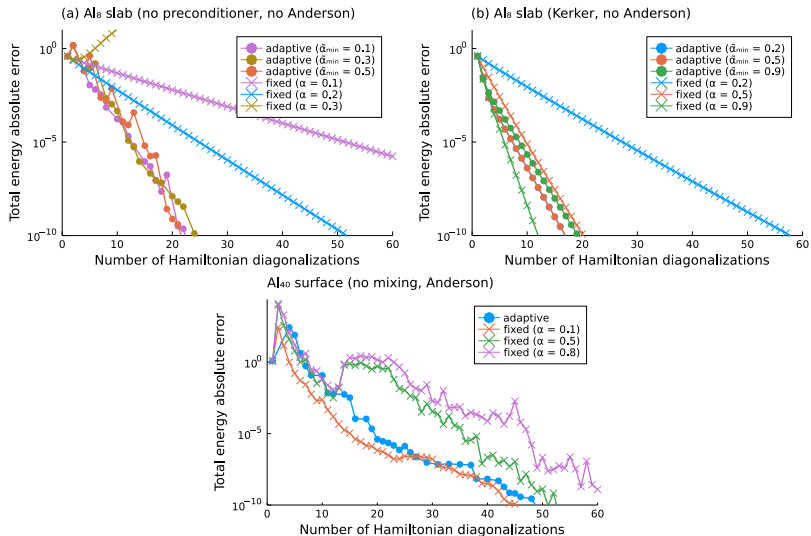 (a) Al₈ slab (no preconditioner, no Anderson)
Total energy absolute error
10⁰
10⁻⁵
10⁻¹⁰
0 10 20 30 40 50 60
Number of Hamiltonian diagonalizations
adaptive (α̃ₘᵢₙ = 0.1)
adaptive (α̃ₘᵢₙ = 0.3)
adaptive (α̃ₘᵢₙ = 0.5)
fixed (α = 0.1)
fixed (α = 0.2)
fixed (α = 0.3)
(b) Al₈ slab (Kerker, no Anderson)
Total energy absolute error
10⁰
10⁻⁵
10⁻¹⁰
0 10 20 30 40 50 60
Number of Hamiltonian diagonalizations
adaptive (α̃ₘᵢₙ = 0.2)
adaptive (α̃ₘᵢₙ = 0.5)
adaptive (α̃ₘᵢₙ = 0.9)
fixed (α = 0.2)
fixed (α = 0.5)
fixed (α = 0.9)
Al₄₀ surface (no mixing, Anderson)
Total energy absolute error
10⁰
10⁻⁵
10⁻¹⁰
0 10 20 30 40 50 60
Number of Hamiltonian diagonalizations
adaptive
fixed (α = 0.1)
fixed (α = 0.5)
fixed (α = 0.8)